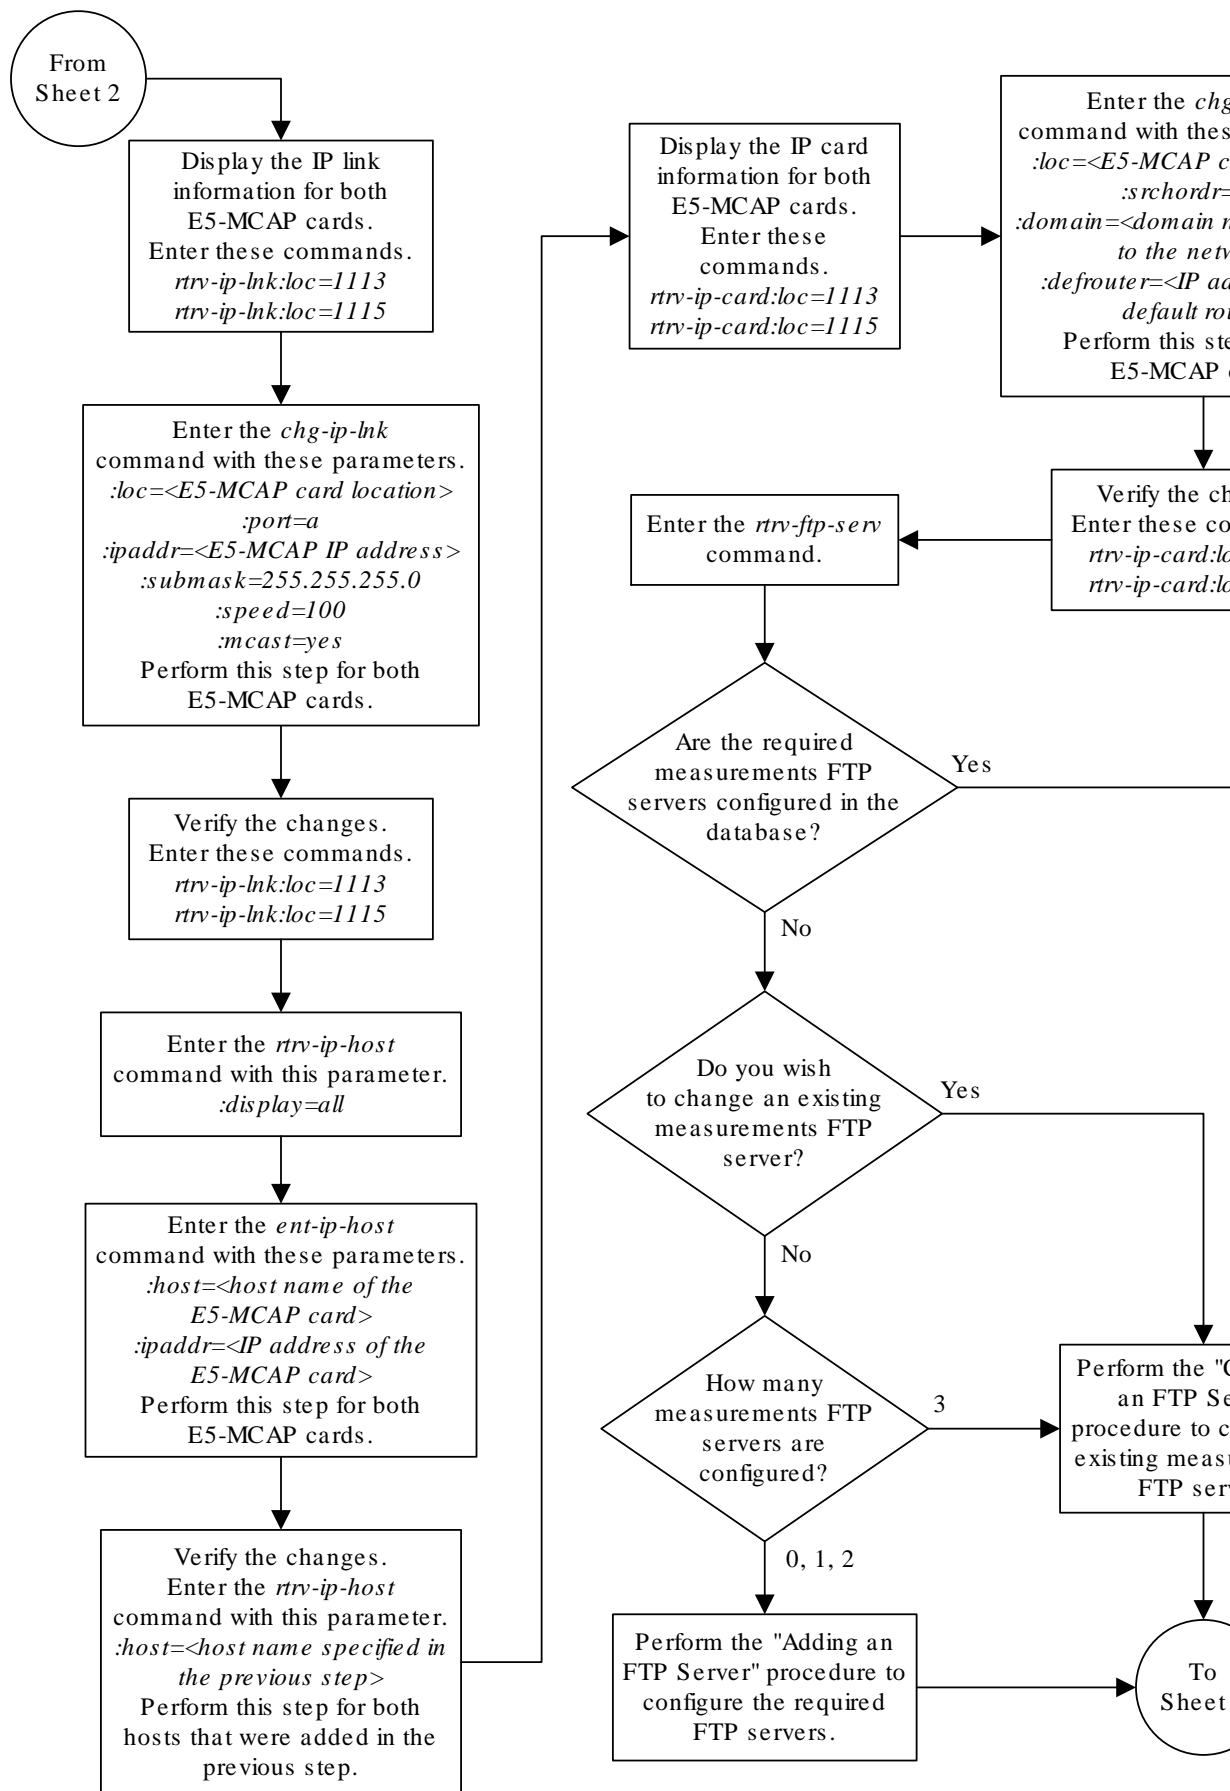 From
Sheet 2
Display the IP link
information for both
E5-MCAP cards.
Enter these commands.
rtrv-ip-lnk:loc=1113
rtrv-ip-lnk:loc=1115
Enter the chg-ip-lnk
command with these parameters.
:loc=<E5-MCAP card location>
:port=a
:ipaddr=<E5-MCAP IP address>
:submask=255.255.255.0
:speed=100
:mcast=yes
Perform this step for both
E5-MCAP cards.
Verify the changes.
Enter these commands.
rtrv-ip-lnk:loc=1113
rtrv-ip-lnk:loc=1115
Enter the rtrv-ip-host
command with this parameter.
:display=all
Enter the ent-ip-host
command with these parameters.
:host=<host name of the
E5-MCAP card>
:ipaddr=<IP address of the
E5-MCAP card>
Perform this step for both
E5-MCAP cards.
Verify the changes.
Enter the rtrv-ip-host
command with this parameter.
:host=<host name specified in
the previous step>
Perform this step for both
hosts that were added in the
previous step.
Display the IP card
information for both
E5-MCAP cards.
Enter these
commands.
rtrv-ip-card:loc=1113
rtrv-ip-card:loc=1115
Enter the chg
command with thes
:loc=<E5-MCAP c
:srchordr=
:domain=<domain n
to the netw
:defrouter=<IP ad
default rou
Perform this ste
E5-MCAP
Verify the ch
Enter these co
rtrv-ip-card:lo
rtrv-ip-card:lo
Enter the rtrv-ftp-serv
command.
Are the required
measurements FTP
servers configured in the
database?
Yes
No
Do you wish
to change an existing
measurements FTP
server?
Yes
No
How many
measurements FTP
servers are
configured?
3
0, 1, 2
Perform the "C
an FTP Se
procedure to c
existing measu
FTP serv
Perform the "Adding an
FTP Server" procedure to
configure the required
FTP servers.
To
Sheet